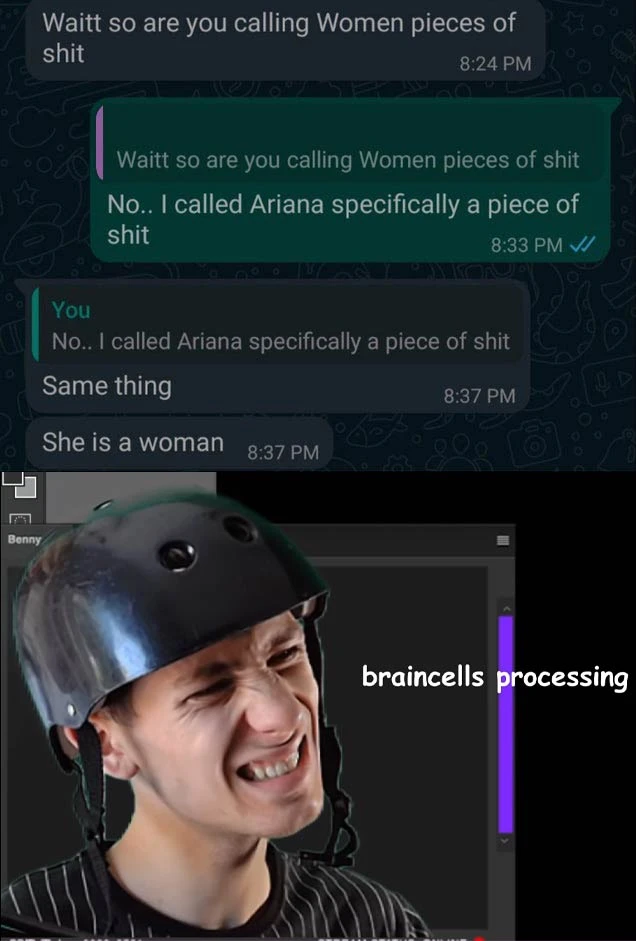 Waitt so are you calling Women pieces of
shit
8:24 PM
Waitt so are you calling Women pieces of shit
No.. I called Ariana specifically a piece of
shit
8:33 PM
You
No.. I called Ariana specifically a piece of shit
Same thing
8:37 PM
She is a woman
8:37 PM
Benny
braincells processing